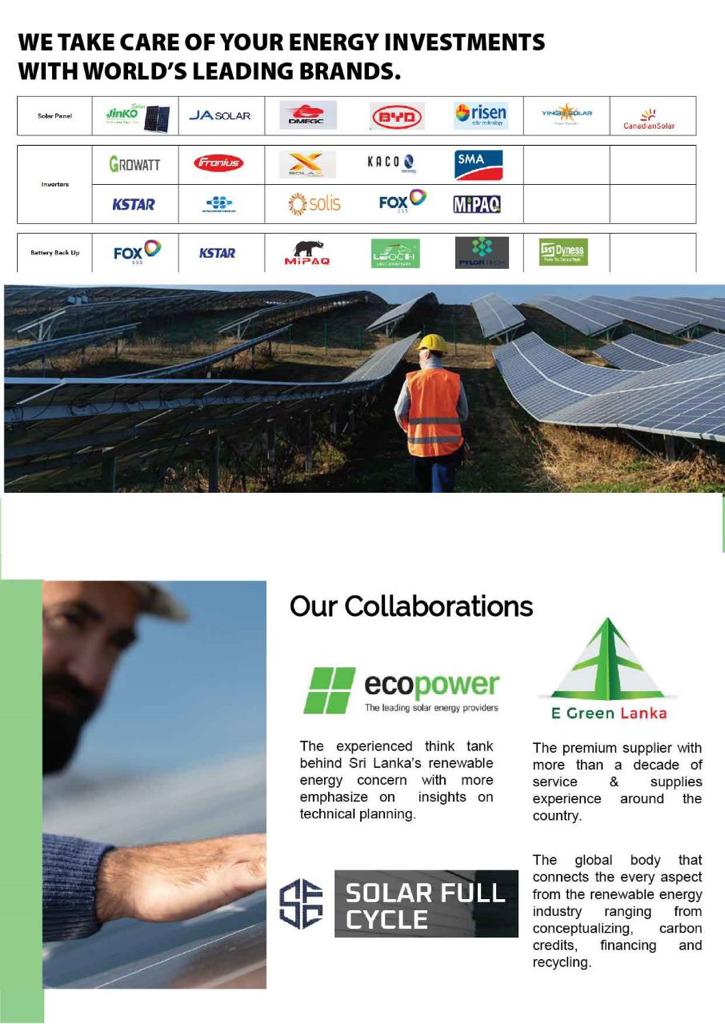 WE TAKE CARE OF YOUR ENERGY INVESTMENTS
WITH WORLD'S LEADING BRANDS.
Solar Panel
JinKO Solar
JA SOLAR
DMEGC
BYD
risen
solar technology
YINGLI SOLAR
CanadianSolar
Inverters
GROWATT
Fronius
SOLAX
KACO
SMA
KSTAR
solis
FOX
ESS
MiPAQ
Battery Back Up
FOX
ESS
KSTAR
MiPAQ
LEOCH
PYLONTECH
Dyness
Our Collaborations
ecopower
The leading solar energy providers
The experienced think tank
behind Sri Lanka's renewable
energy concern with more
emphasize on insights on
technical planning.
E Green Lanka
The premium supplier with
more than a decade of
service & supplies
experience around the
country.
SOLAR FULL
CYCLE
The global body that
connects the every aspect
from the renewable energy
industry ranging from
conceptualizing, carbon
credits, financing and
recycling.